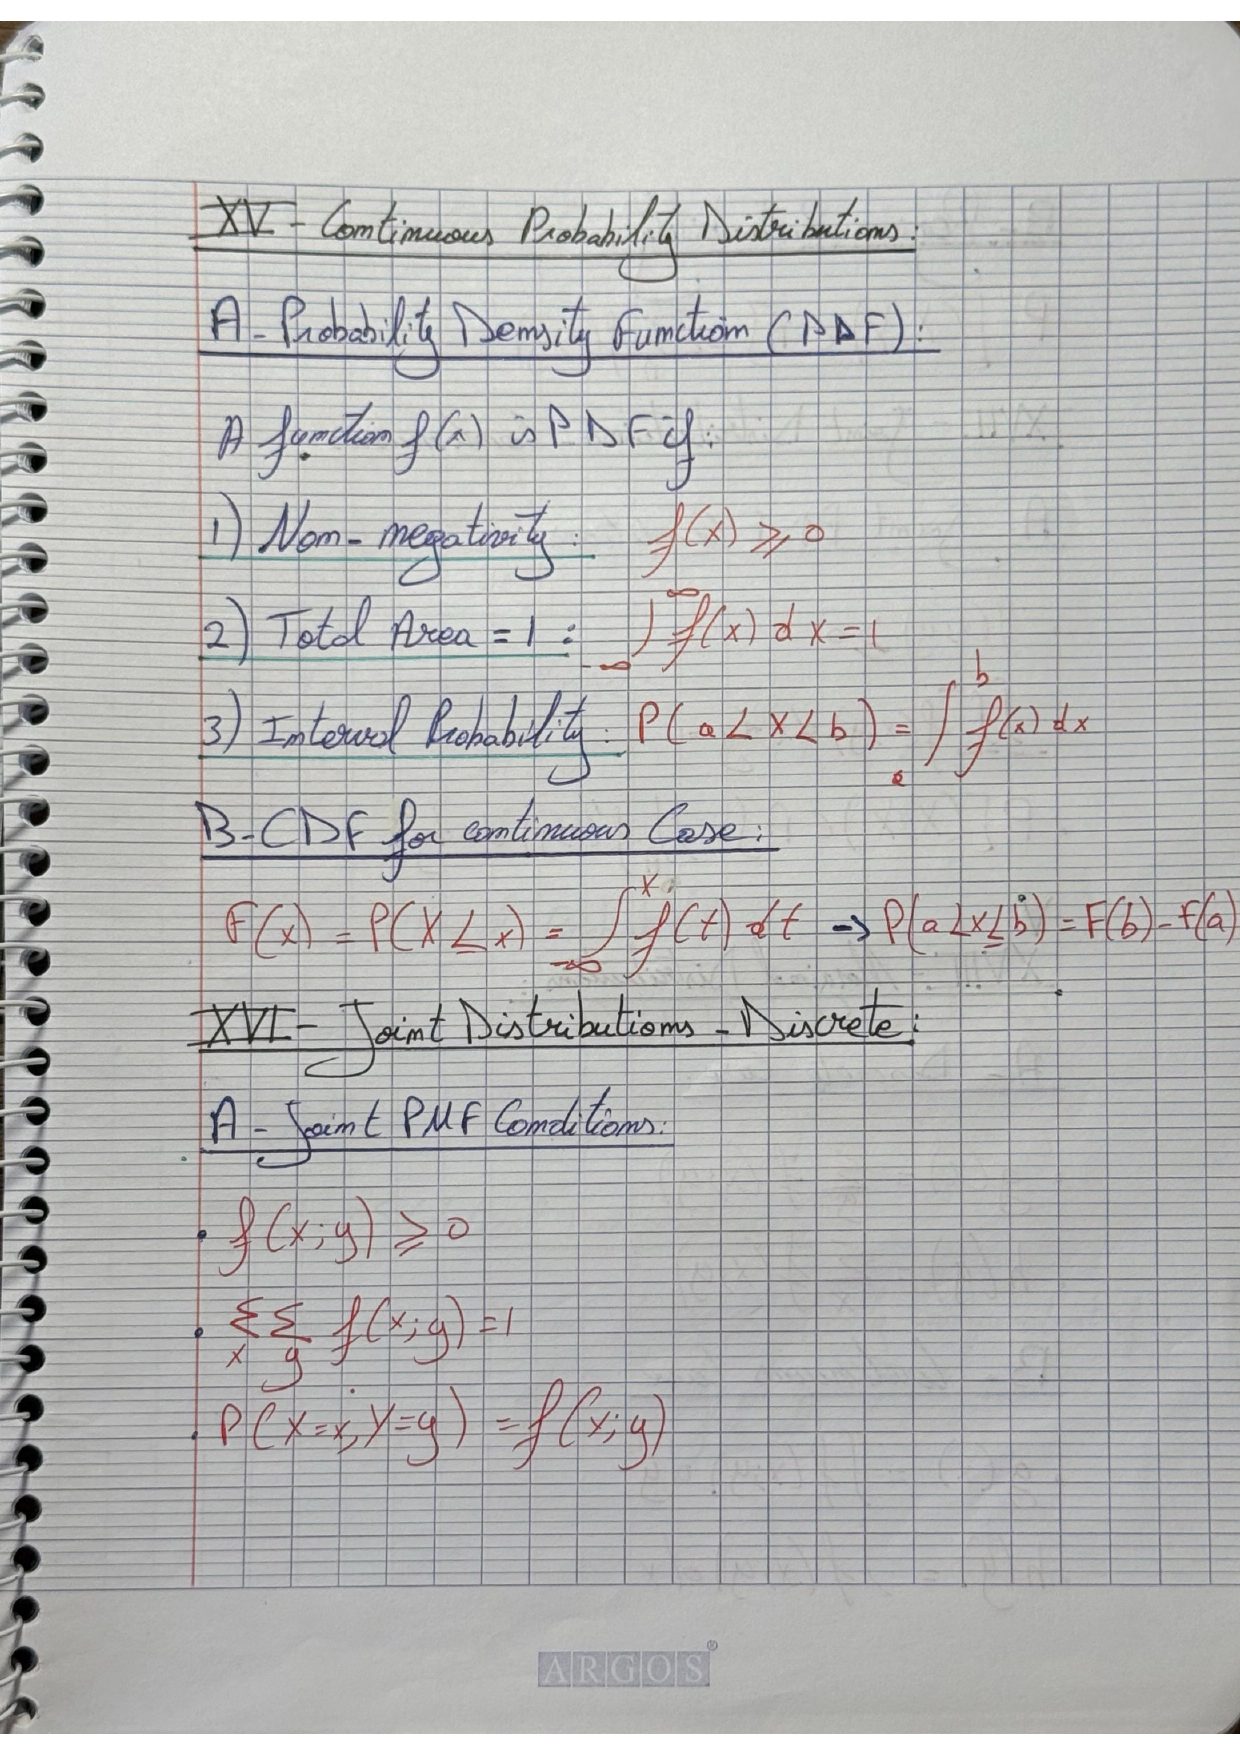 XV - Continuous Probability Distributions:
A - Probability Density Function (PDF):
A function f(x) is PDF if:
1) Non-negativity: f(x) ⩾ 0
2) Total Area = 1 : ∫_{-∞}^{∞} f(x) dx = 1
3) Interval Probability: P(a < X < b) = ∫_{a}^{b} f(x) dx
B - CDF for continuous Case:
F(x) = P(X ≤ x) = ∫_{-∞}^{x} f(t) dt → P(a < x ≤ b) = F(b) - F(a)
XVI - Joint Distributions - Discrete:
A - Joint PMF Conditions:
• f(x;y) ⩾ 0
• Σ_x Σ_y f(x;y) = 1
• P(X=x, Y=y) = f(x;y)
ARGOS®